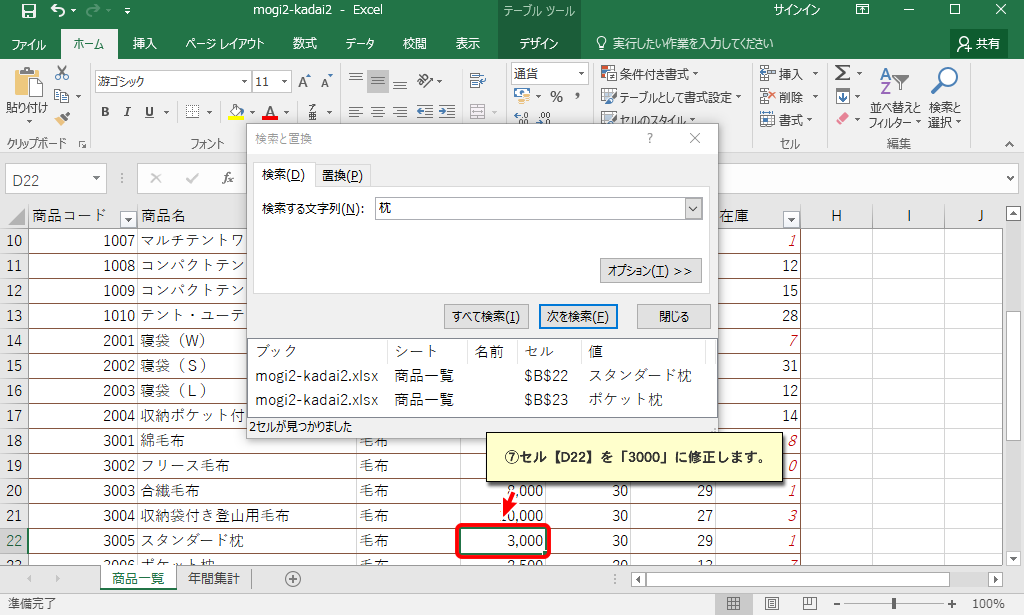 mogi2-kadai2 - Excel
テーブル ツール
サインイン
ファイル ホーム 挿入 ページ レイアウト 数式 データ 校閲 表示 デザイン 実行したい作業を入力してください 共有
貼り付け
クリップボード
游ゴシック 11
B I U
フォント
通貨
%
条件付き書式
テーブルとして書式設定
セルのスタイル
挿入
削除
書式
セル
並べ替えと
フィルター
検索と
選択
編集
D22
fx
検索と置換 ?
検索(D) 置換(P)
検索する文字列(N): 枕
オプション(T) >>
すべて検索(I) 次を検索(F) 閉じる
ブック シート 名前 セル 値
mogi2-kadai2.xlsx 商品一覧 $B$22 スタンダード枕
mogi2-kadai2.xlsx 商品一覧 $B$23 ポケット枕
2セルが見つかりました
商品コード 商品名 在庫 H I J
10 1007 マルチテントワ 1
11 1008 コンパクトテン 12
12 1009 コンパクトテン 15
13 1010 テント・ユーテ 28
14 2001 寝袋（W） 7
15 2002 寝袋（S） 31
16 2003 寝袋（L） 12
17 2004 収納ポケット付 14
18 3001 綿毛布 毛布 8
19 3002 フリース毛布 毛布 0
⑦セル【D22】を「3000」に修正します。
20 3003 合繊毛布 毛布 8,000 30 29 1
21 3004 収納袋付き登山用毛布 毛布 10,000 30 27 3
22 3005 スタンダード枕 毛布 3,000 30 29 1
商品一覧 年間集計
準備完了 100%